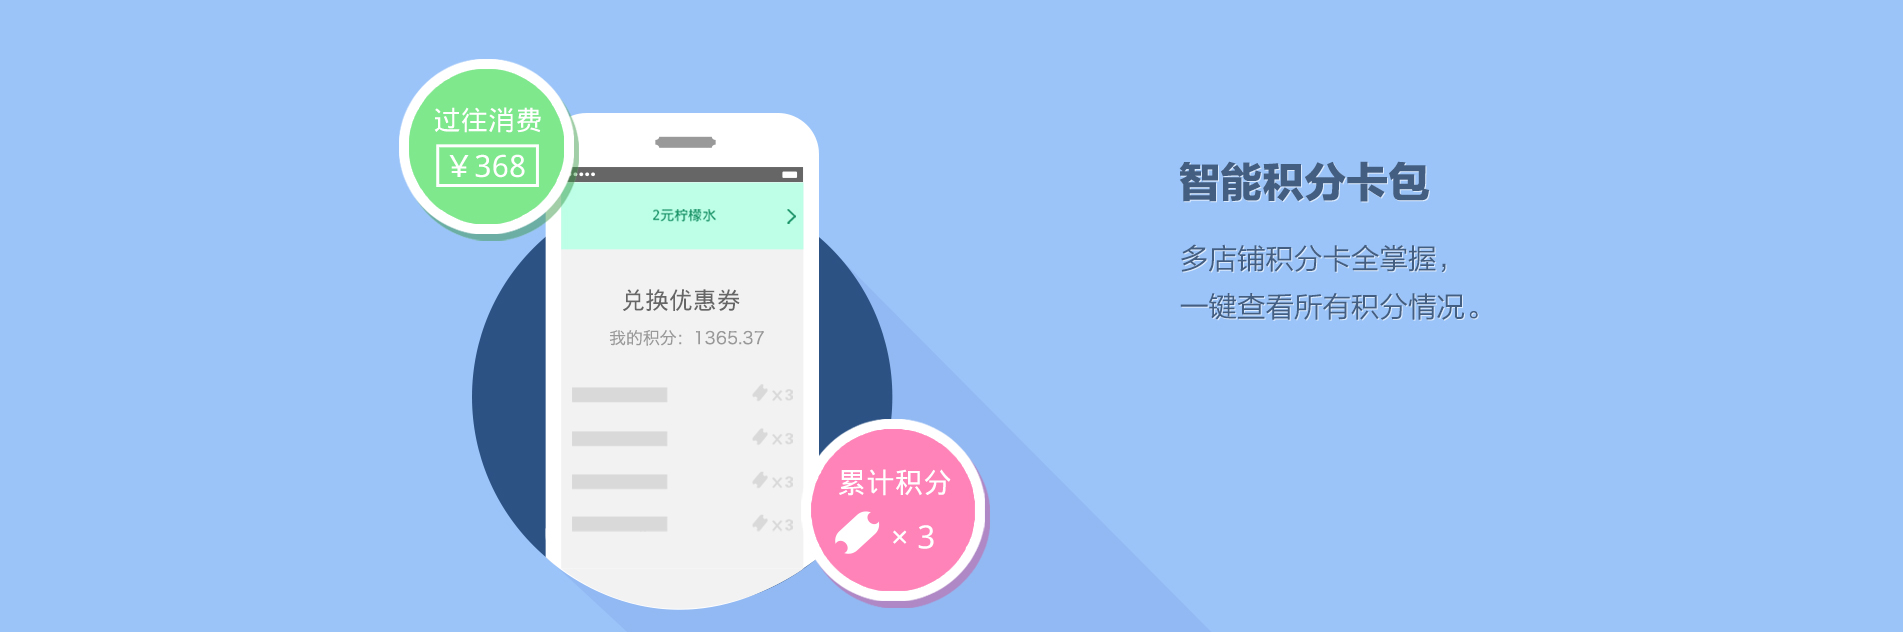 过往消费
￥368
2元柠檬水
兑换优惠劵
我的积分：1365.37
x3
x3
x3
x3
累计积分
× 3
智能积分卡包
多店铺积分卡全掌握，
一键查看所有积分情况。